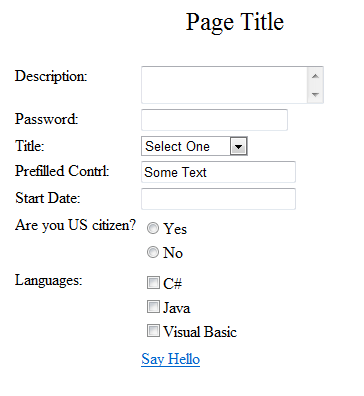 Page Title
Description:
Password:
Title: Select One
Prefilled Contrl: Some Text
Start Date:
Are you US citizen? Yes
No
Languages: C#
Java
Visual Basic
Say Hello